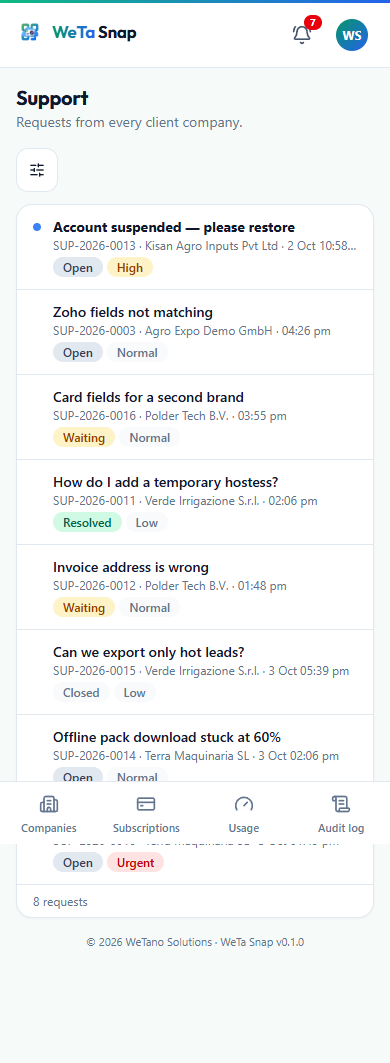 WeTa Snap
7
WS
Support
Requests from every client company.
Account suspended — please restore
SUP-2026-0013 · Kisan Agro Inputs Pvt Ltd · 2 Oct 10:58...
Open High
Zoho fields not matching
SUP-2026-0003 · Agro Expo Demo GmbH · 04:26 pm
Open Normal
Card fields for a second brand
SUP-2026-0016 · Polder Tech B.V. · 03:55 pm
Waiting Normal
How do I add a temporary hostess?
SUP-2026-0011 · Verde Irrigazione S.r.l. · 02:06 pm
Resolved Low
Invoice address is wrong
SUP-2026-0012 · Polder Tech B.V. · 01:48 pm
Waiting Normal
Can we export only hot leads?
SUP-2026-0015 · Verde Irrigazione S.r.l. · 3 Oct 05:39 pm
Closed Low
Offline pack download stuck at 60%
SUP-2026-0014 · Terra Maquinaria SL · 3 Oct 02:06 pm
Open Normal
Companies Subscriptions Usage Audit log
Open Urgent
8 requests
© 2026 WeTano Solutions · WeTa Snap v0.1.0